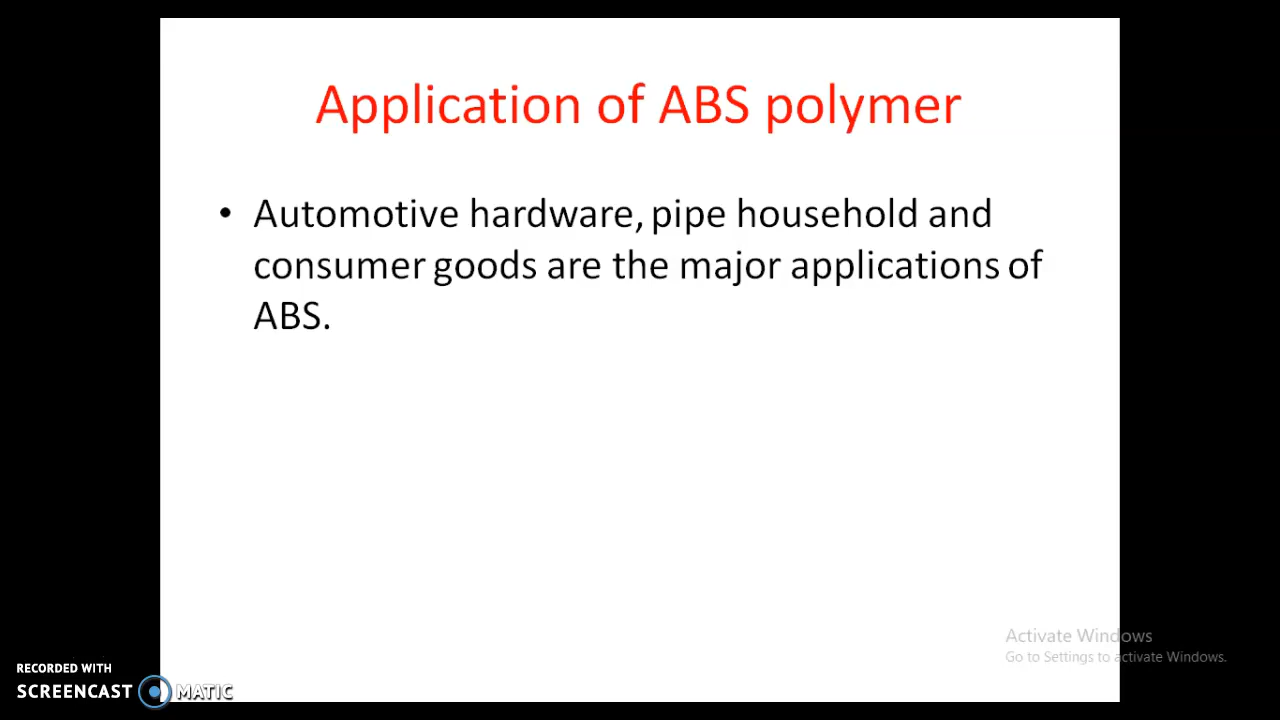 Application of ABS polymer
• Automotive hardware, pipe household and
consumer goods are the major applications of
ABS.
Activate Windows
Go to Settings to activate Windows.
RECORDED WITH
SCREENCAST MATIC